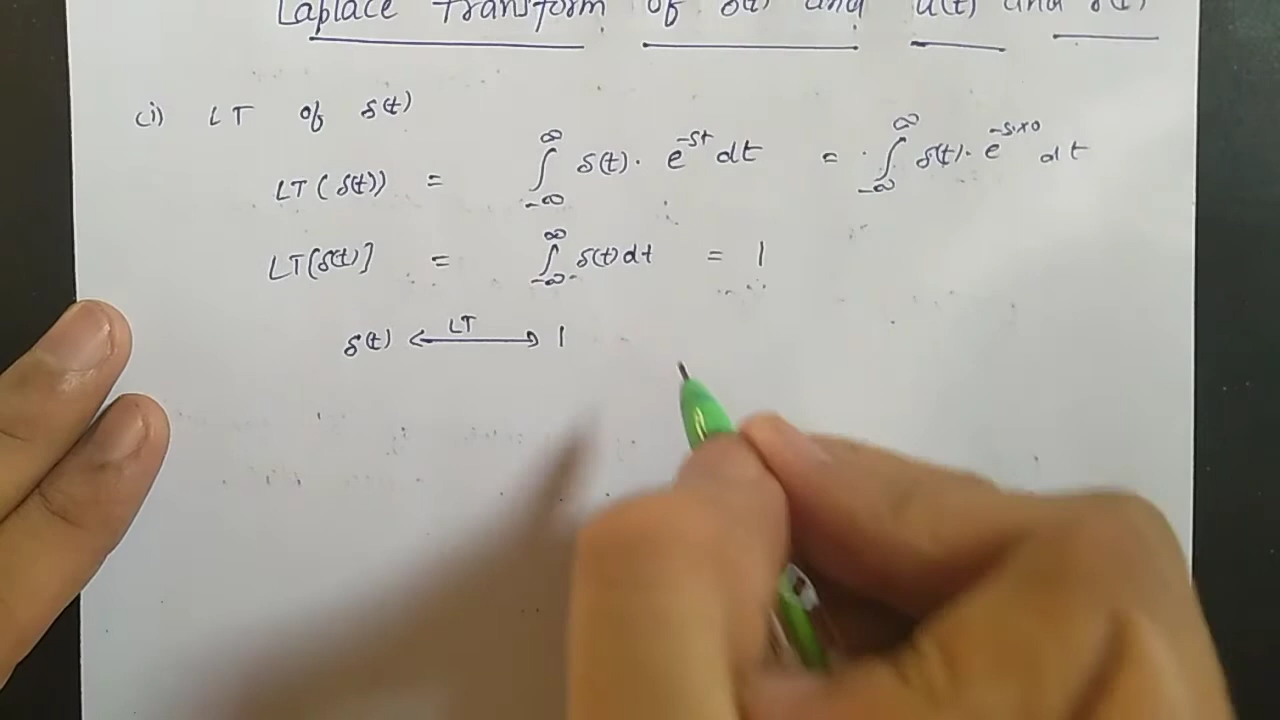 Laplace Transform of δ(t) and u(t) and
(i) LT of δ(t)
LT(δ(t)) = ∫_{-∞}^{∞} δ(t). e^{-st} dt = ∫_{-∞}^{∞} δ(t). e^{-s×0} dt
LT[δ(t)] = ∫_{-∞}^{∞} δ(t)dt = 1
δ(t) ⟷^{LT} 1